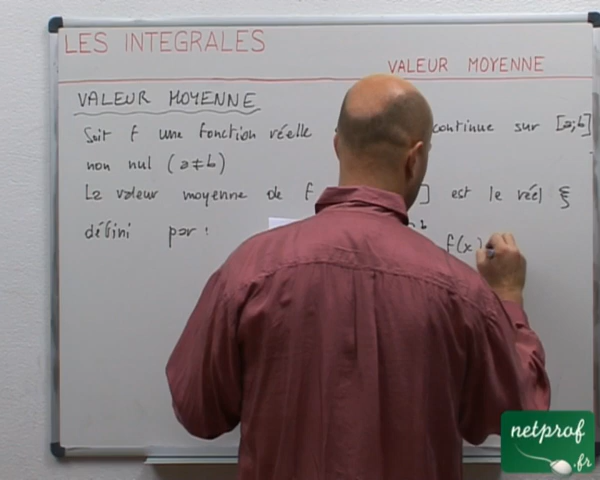 LES INTEGRALES
VALEUR MOYENNE
VALEUR MOYENNE
Soit f une fonction réelle continue sur [a;b]
non nul (a≠b)
La valeur moyenne de f ] est le réel ξ
défini par : b
f(x)
netprof
.fr